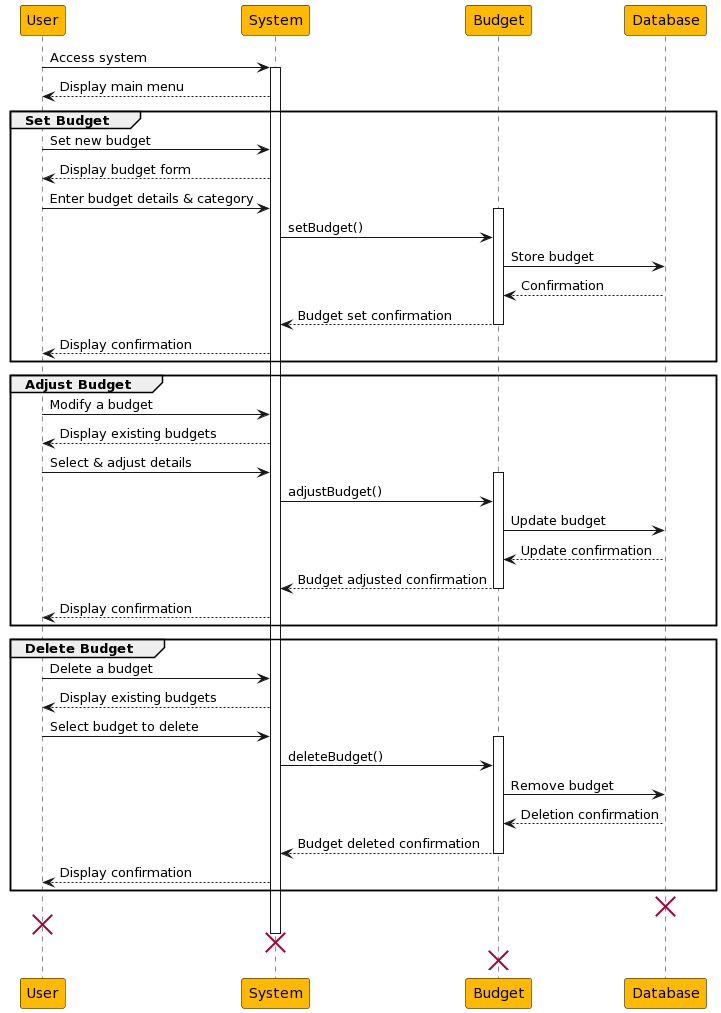 User System Budget Database
Access system
Display main menu
Set Budget
Set new budget
Display budget form
Enter budget details & category
setBudget()
Store budget
Confirmation
Budget set confirmation
Display confirmation
Adjust Budget
Modify a budget
Display existing budgets
Select & adjust details
adjustBudget()
Update budget
Update confirmation
Budget adjusted confirmation
Display confirmation
Delete Budget
Delete a budget
Display existing budgets
Select budget to delete
deleteBudget()
Remove budget
Deletion confirmation
Budget deleted confirmation
Display confirmation
User System Budget Database